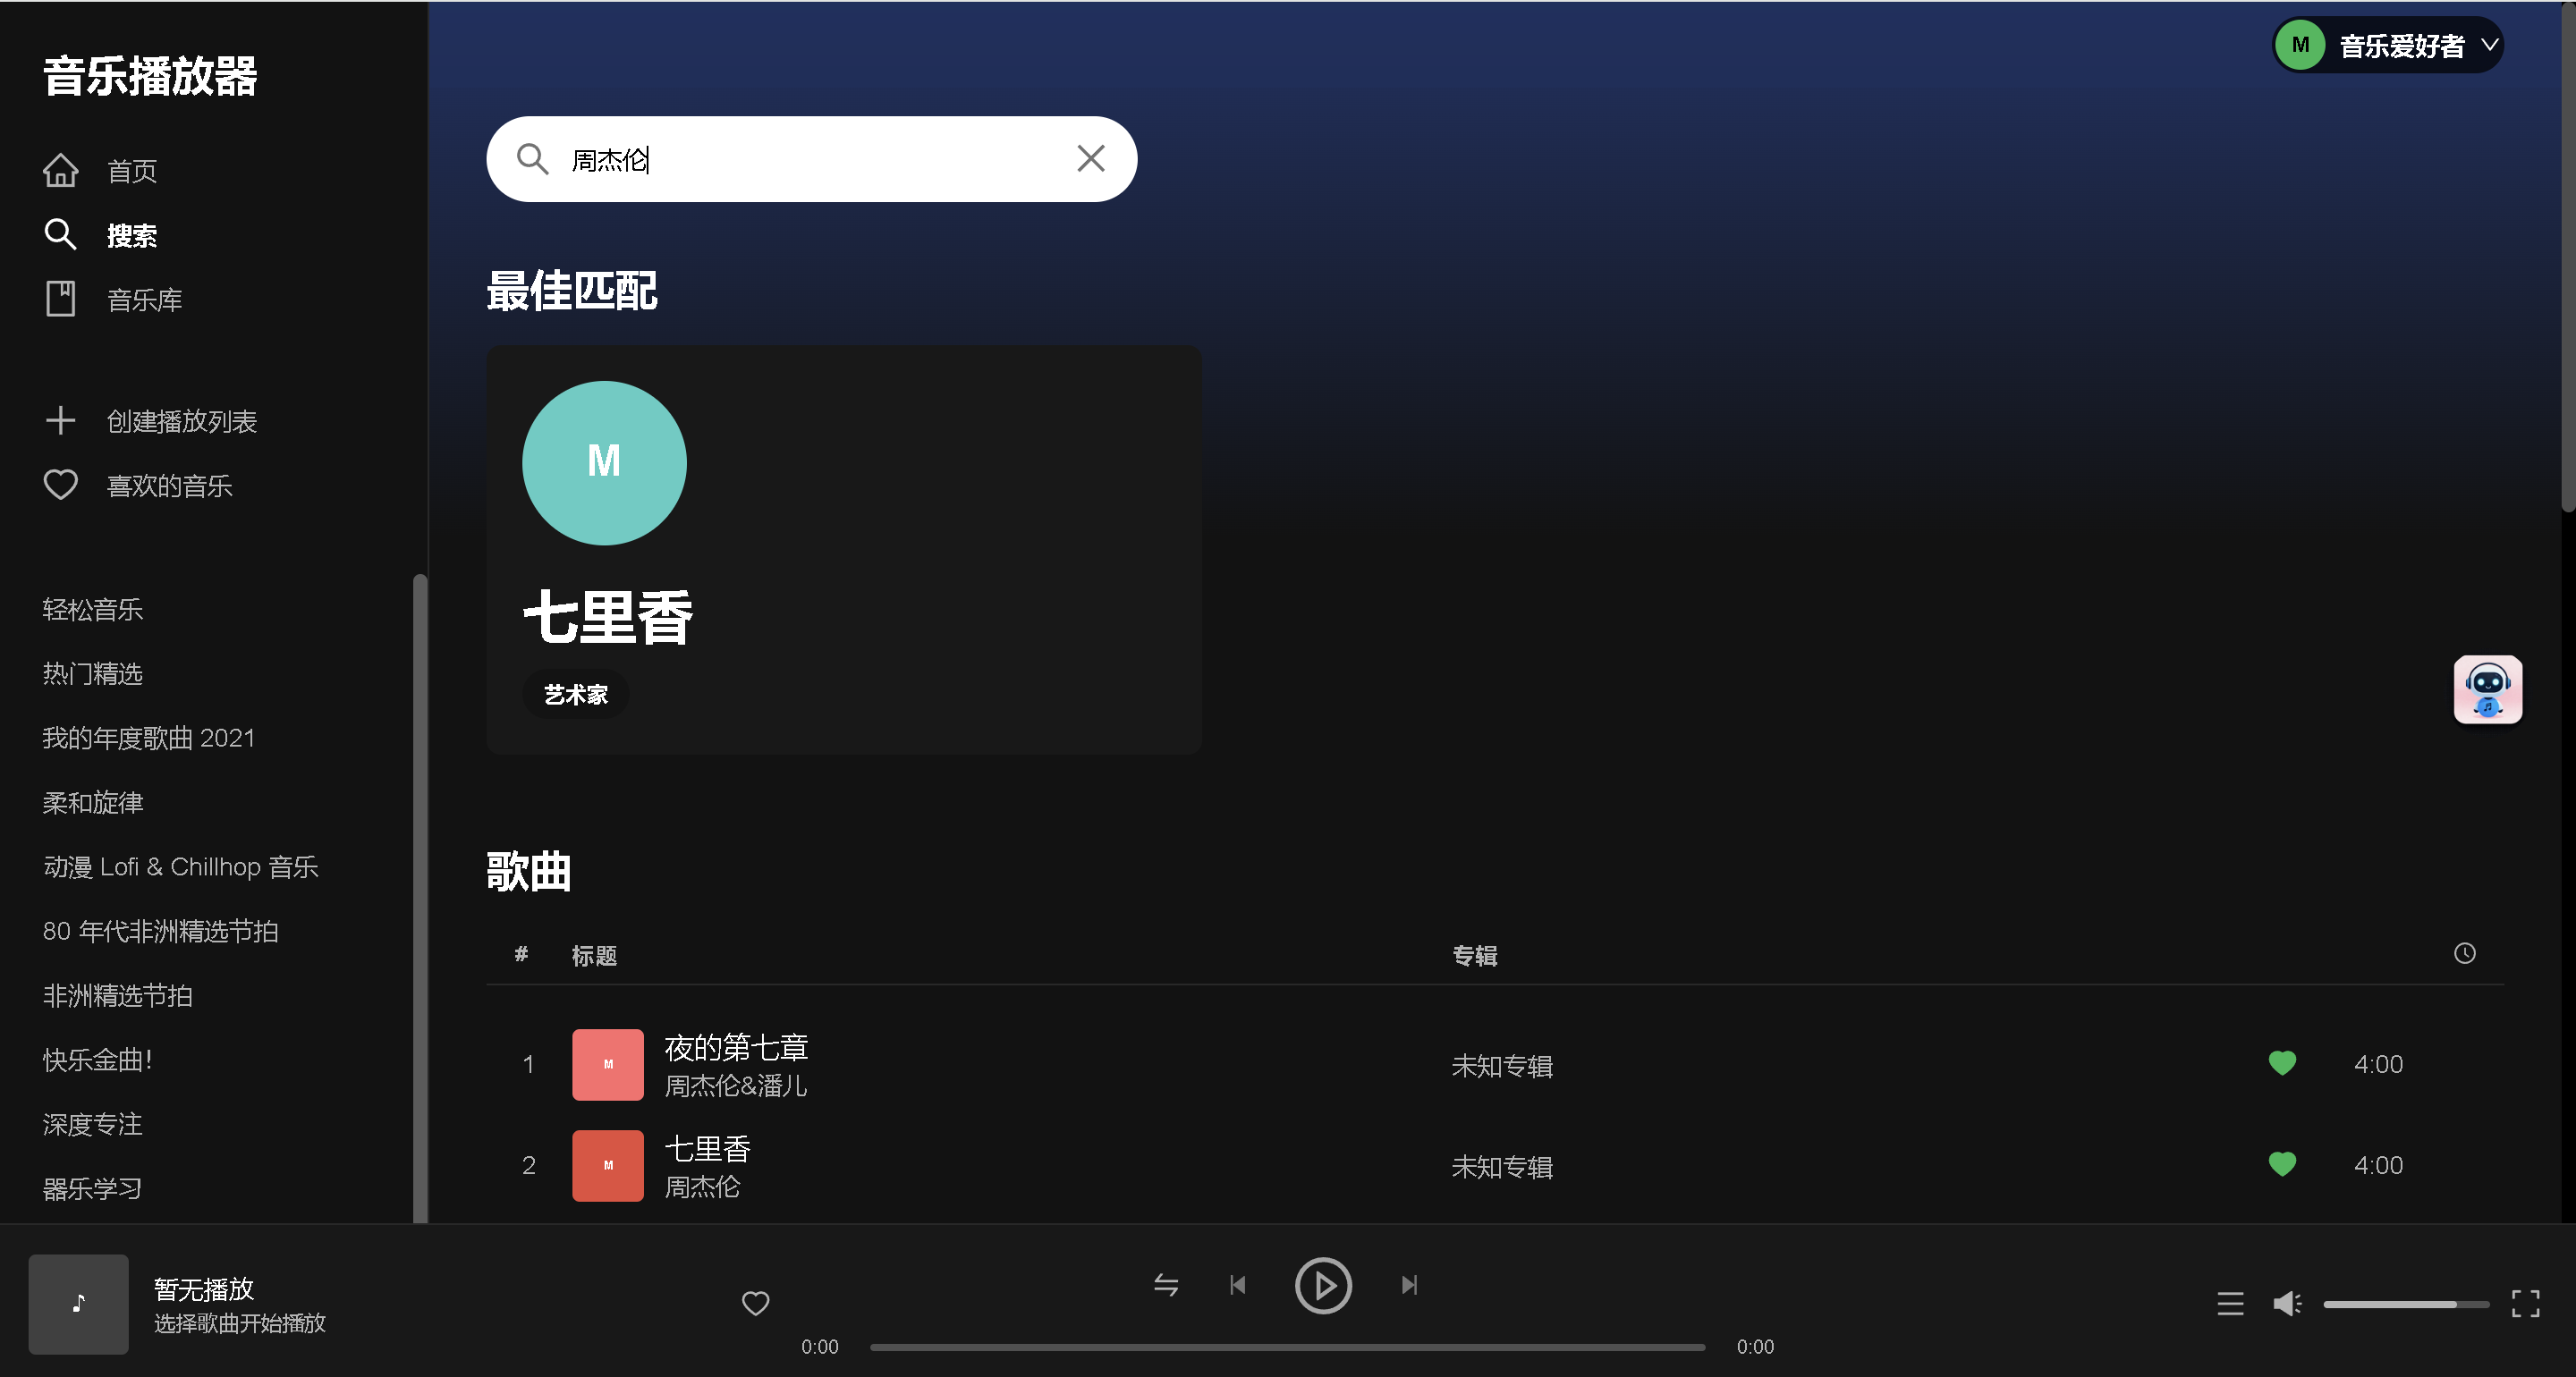 音乐播放器
首页
搜索
音乐库
创建播放列表
喜欢的音乐
轻松音乐
热门精选
我的年度歌曲 2021
柔和旋律
动漫 Lofi & Chillhop 音乐
80 年代非洲精选节拍
非洲精选节拍
快乐金曲!
深度专注
器乐学习
M 音乐爱好者
周杰伦
最佳匹配
M
七里香
艺术家
歌曲
# 标题 专辑
1 M 夜的第七章 未知专辑 4:00
周杰伦&潘儿
2 M 七里香 未知专辑 4:00
周杰伦
暂无播放
选择歌曲开始播放
0:00 0:00